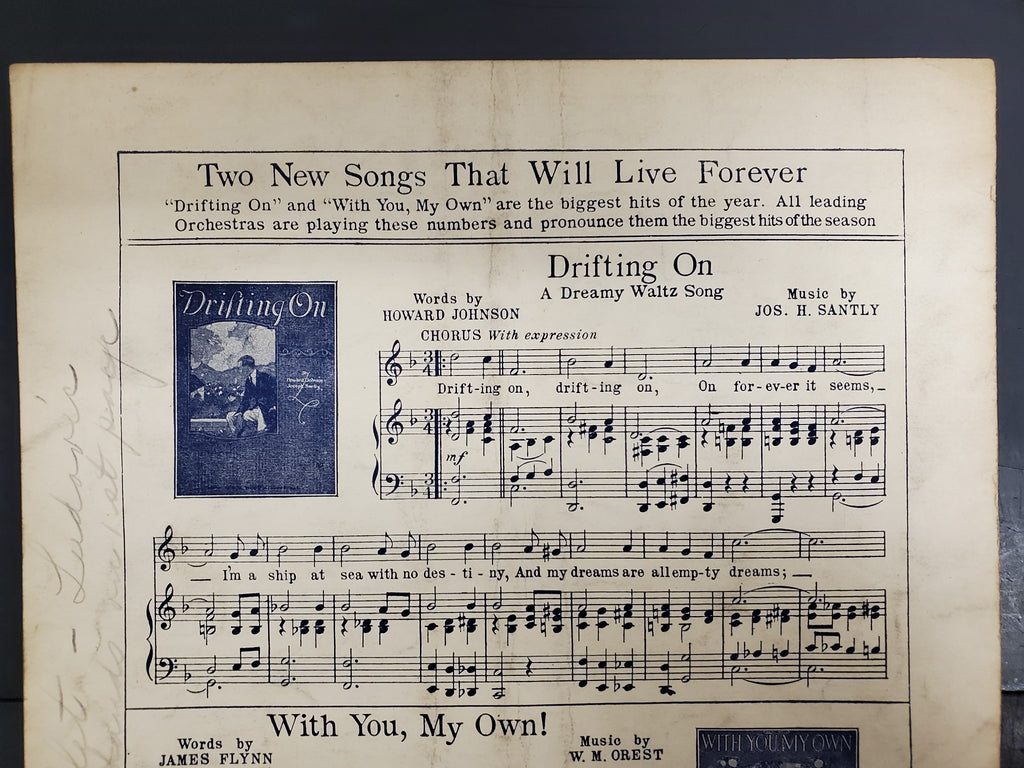 Two New Songs That Will Live Forever
"Drifting On" and "With You, My Own" are the biggest hits of the year. All leading
Orchestras are playing these numbers and pronounce them the biggest hits of the season
Drifting On
A Dreamy Waltz Song
Words by
HOWARD JOHNSON
Music by
JOS. H. SANTLY
Drifting On
CHORUS With expression
Drift-ing on, drift-ing on, On for-ev-er it seems,
mf
I'm a ship at sea with no des-ti-ny, And my dreams are all emp-ty dreams;
With You, My Own!
Words by
JAMES FLYNN
Music by
W. M. OREST
WITH YOU MY OWN